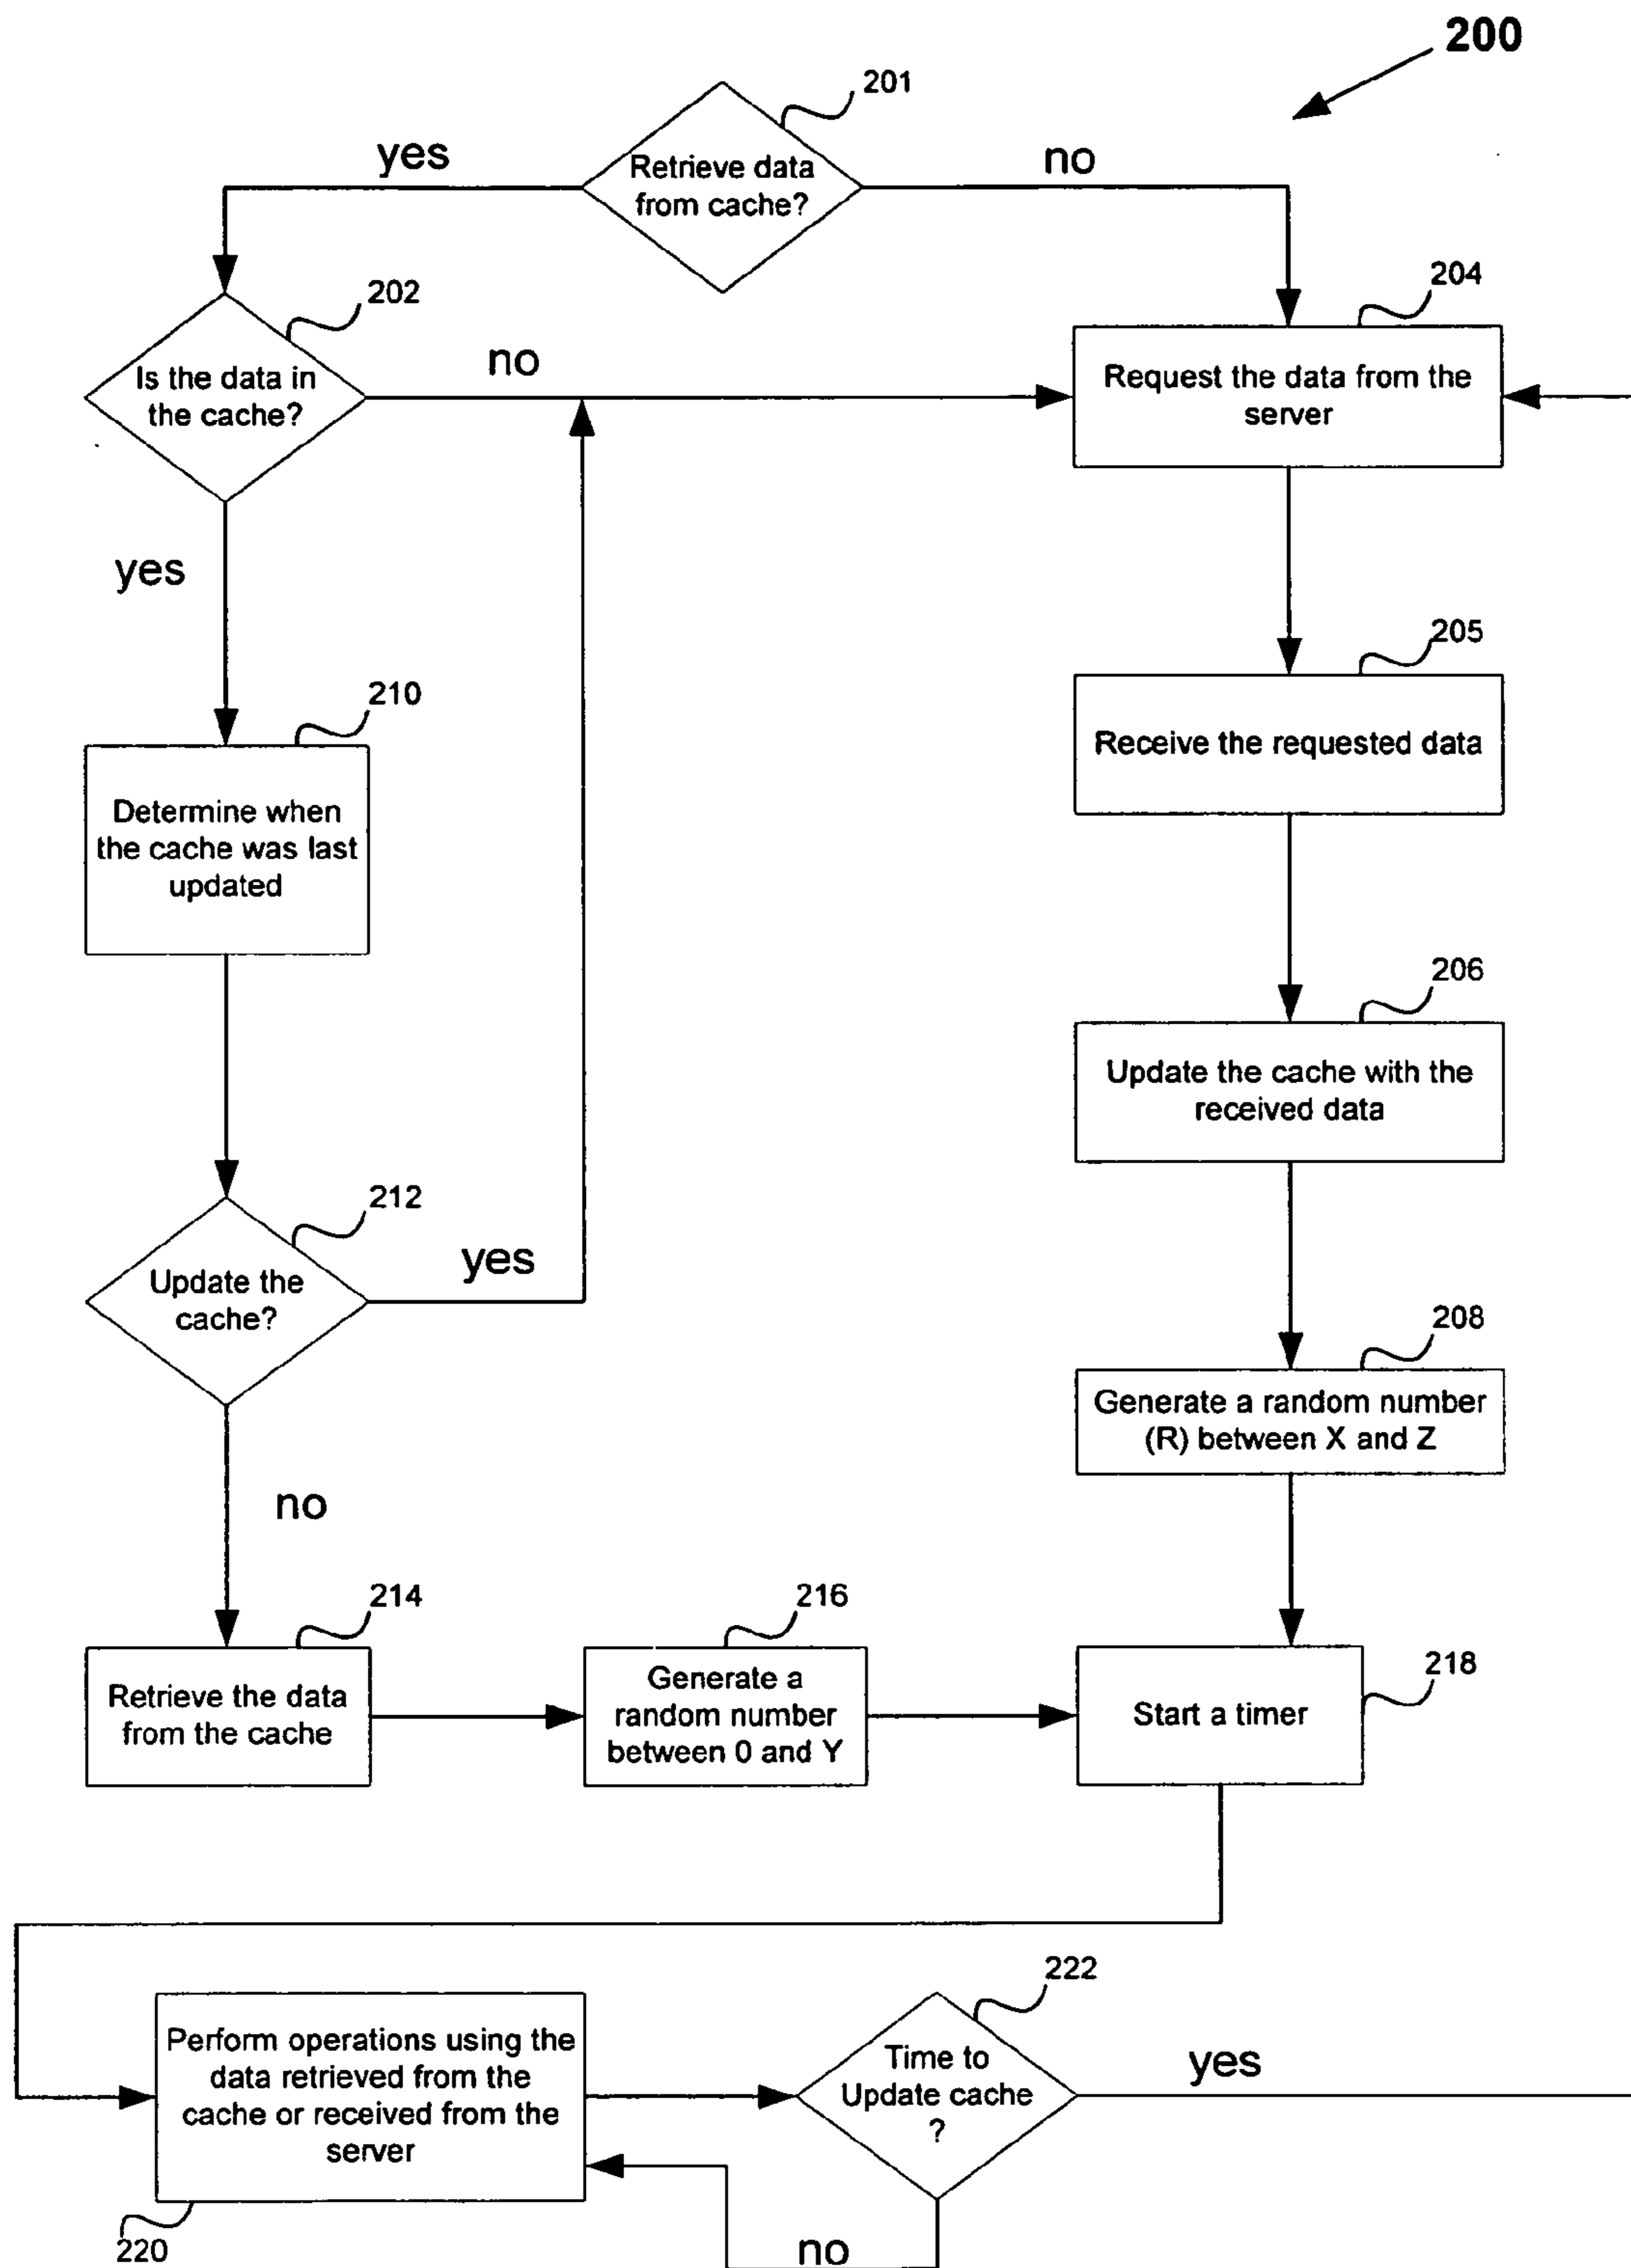 200
201
yes
Retrieve data
from cache?
no
202
204
Is the data in
the cache?
no
Request the data from the
server
yes
205
210
Receive the requested data
Determine when
the cache was last
updated
206
Update the cache with the
received data
212
Update the
cache?
yes
208
Generate a random number
(R) between X and Z
no
214
216
218
Retrieve the data
from the cache
Generate a
random number
between 0 and Y
Start a timer
222
Perform operations using the
data retrieved from the
cache or received from the
server
Time to
Update cache
?
yes
220
no